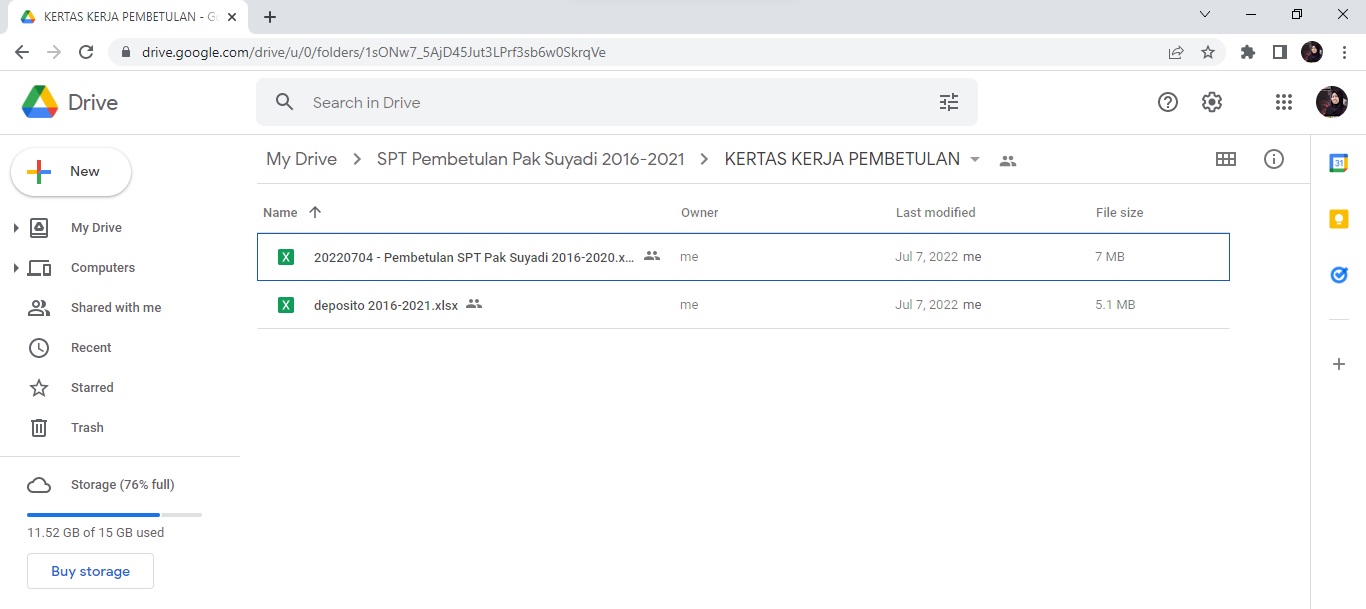 KERTAS KERJA PEMBETULAN - Go
drive.google.com/drive/u/0/folders/1sONw7_5AjD45Jut3LPrf3sb6w0SkrqVe
Drive
Search in Drive
New
My Drive
Computers
Shared with me
Recent
Starred
Trash
Storage (76% full)
11.52 GB of 15 GB used
Buy storage
My Drive > SPT Pembetulan Pak Suyadi 2016-2021 > KERTAS KERJA PEMBETULAN
Name Owner Last modified File size
X 20220704 - Pembetulan SPT Pak Suyadi 2016-2020.x... me Jul 7, 2022 me 7 MB
X deposito 2016-2021.xlsx me Jul 7, 2022 me 5.1 MB
31